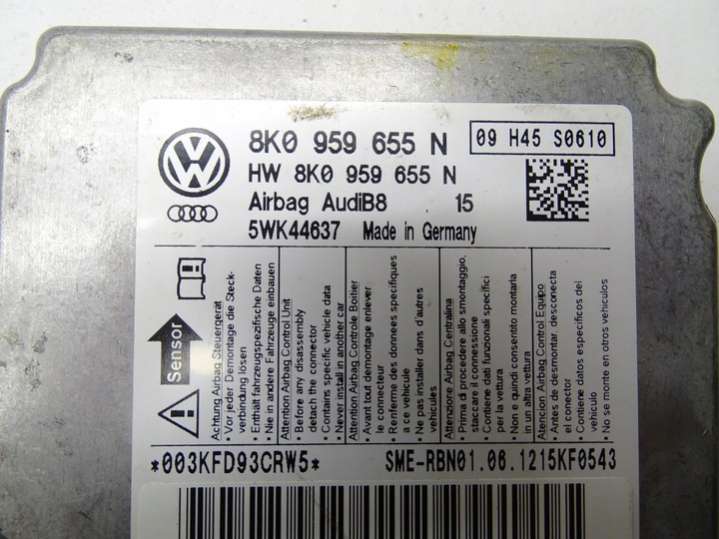 8K0 959 655 N
09 H45 S0610
HW 8K0 959 655 N
Airbag AudiB8 15
5WK44637 Made in Germany
Sensor
Achtung Airbag Steuergerät
• Vor jeder Demontage die Steck-
verbindung lösen
• Enthält fahrzeugspezifische Daten
Nie in andere Fahrzeuge einbauen
Attention Airbag Control Unit
• Before any disassembly
detach the connector
• Contains specific vehicle data
• Never install in another car
Attention Airbag Controle Boitier
• Avant tout demontage enlever
le connecteur
• Renferme des donnees specifiques
a ce vehicule
• Ne pas installer dans d'autres
vehicules
Attenzione Airbag Centralina
• Prima di procedere allo smontaggio,
staccare il connessione
• Contiene dati funzionali specifici
per la vettura
• Non e quindi consentito montarla
in un altra vettura
Atencion Airbag Control Equipo
• Antes de desmontar, desconecta
el conector
• Contiene datos especificos del
vehiculo
• No se monte en otros vehiculos
*003KFD93CRW5*
SME-RBN01.06.1215KF0543